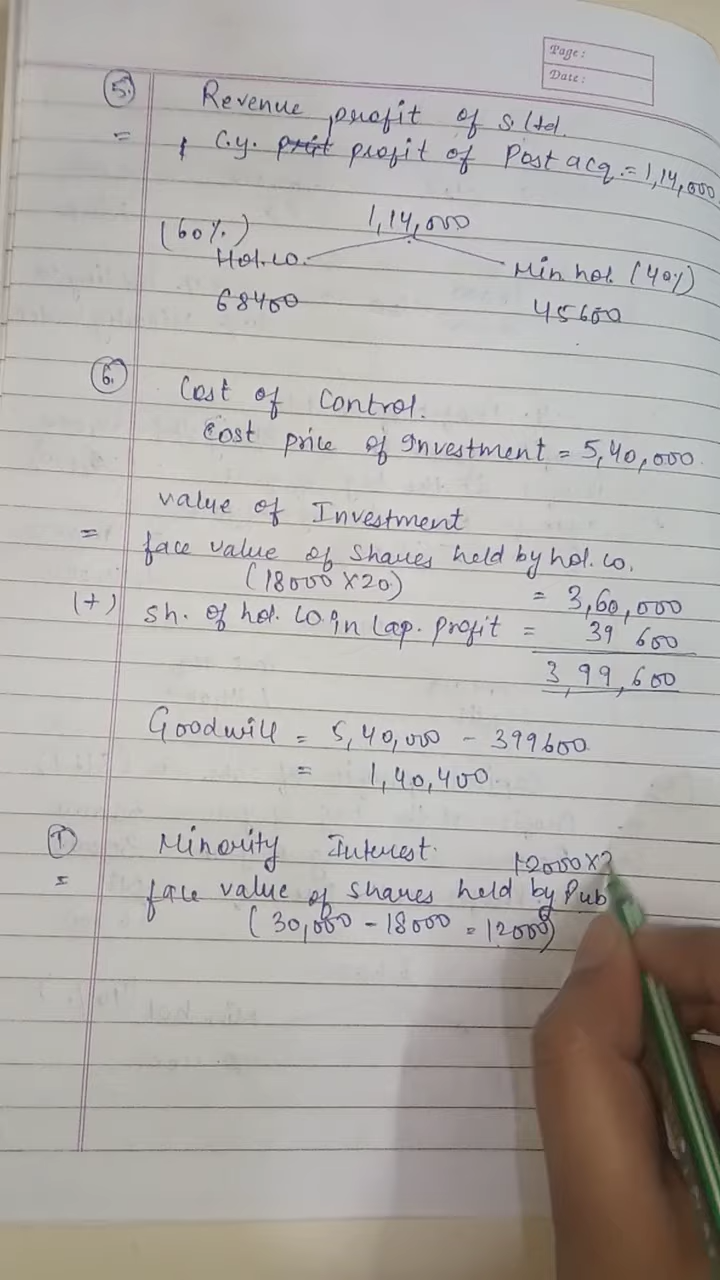 Page:
Date:
5. Revenue profit of S. Ltd.
= C.y. profit of Post acq. = 1,14,000
1,14,000
(60%)
Hol. co.
Min hol. (40%)
68400
45600
6. Cost of Control.
Cost price of Investment = 5,40,000.
Value of Investment
= face value of shares held by hol. co.
(18000 X 20) = 3,60,000
(+) Sh. of hol. co. in Cap. profit = 39 600
3,99,600
Goodwill = 5,40,000 - 399600.
= 1,40,400.
7. Minority Interest.
12000 X 2
= face value of shares held by Pub
(30,000 - 18000 = 12000)